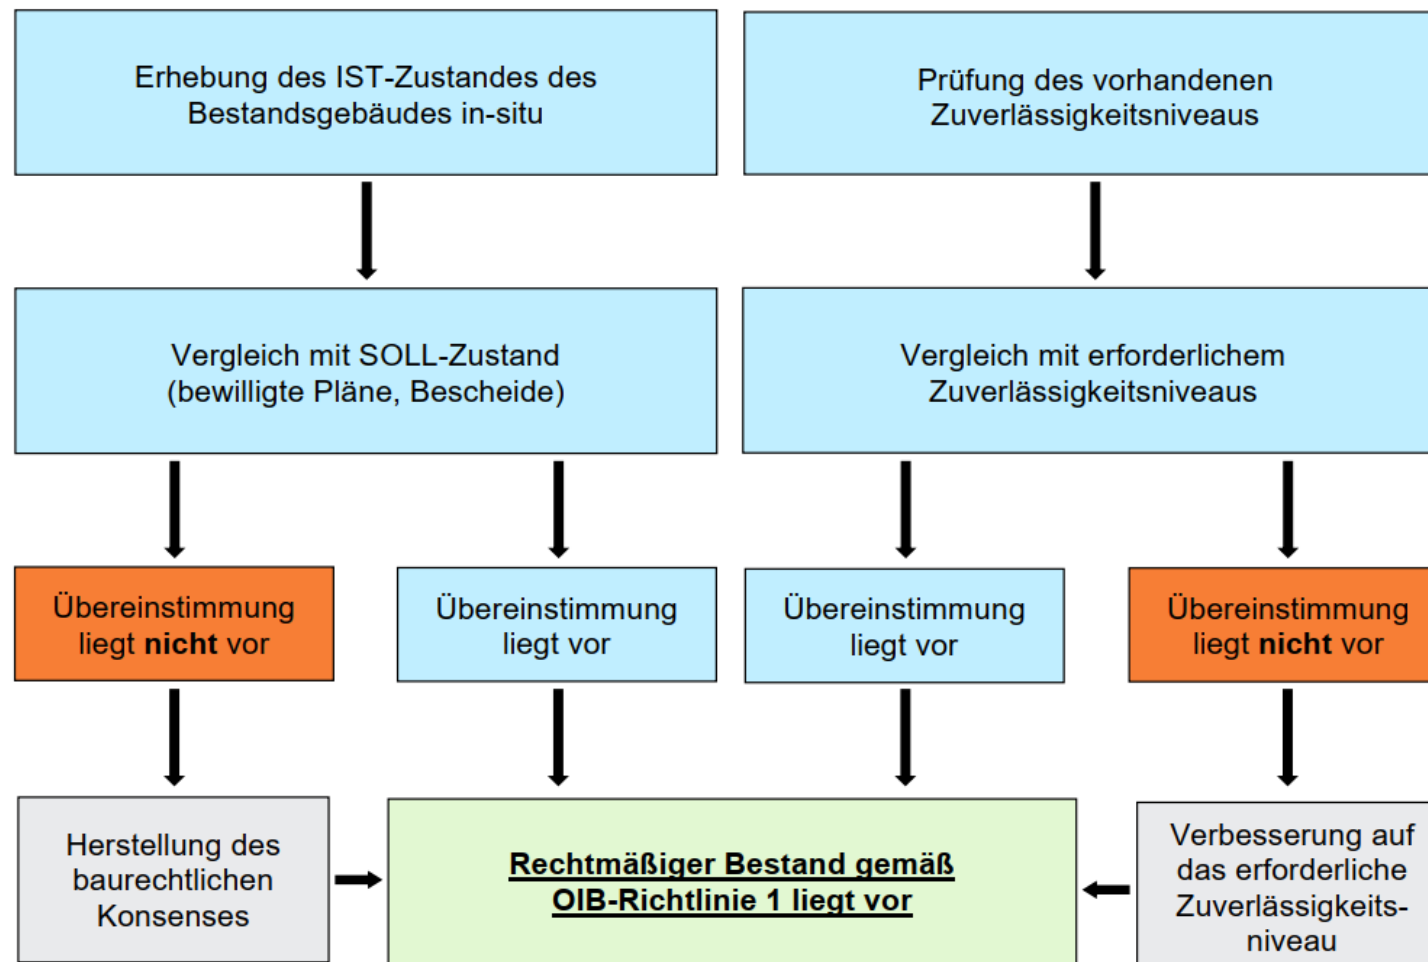 Erhebung des IST-Zustandes des
Bestandsgebäudes in-situ
Prüfung des vorhandenen
Zuverlässigkeitsniveaus
Vergleich mit SOLL-Zustand
(bewilligte Pläne, Bescheide)
Vergleich mit erforderlichem
Zuverlässigkeitsniveaus
Übereinstimmung
liegt nicht vor
Übereinstimmung
liegt vor
Übereinstimmung
liegt vor
Übereinstimmung
liegt nicht vor
Herstellung des
baurechtlichen
Konsenses
Rechtmäßiger Bestand gemäß
OIB-Richtlinie 1 liegt vor
Verbesserung auf
das erforderliche
Zuverlässigkeits-
niveau